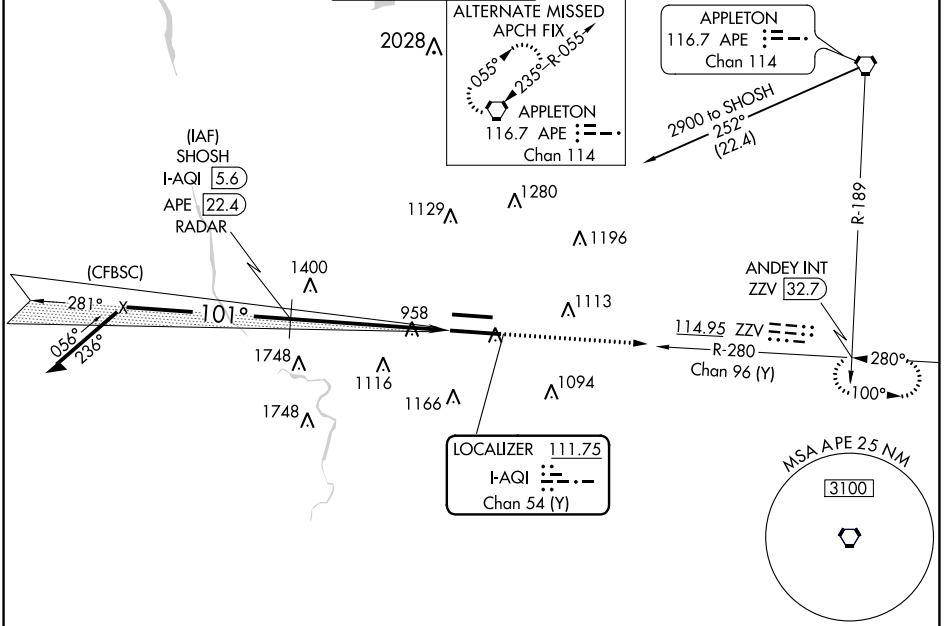 ALTERNATE MISSED
APCH FIX
055°
235°
R-055
APPLETON
116.7 APE
Chan 114
2028
APPLETON
116.7 APE
Chan 114
2900 to SHOSH
252°
(22.4)
R-189
(IAF)
SHOSH
I-AQI 5.6
APE 22.4
RADAR
1129
1280
1196
(CFBSC)
1400
281°
X
101°
056°
236°
958
1113
ANDEY INT
ZZV 32.7
114.95 ZZV
R-280
Chan 96 (Y)
280°
100°
1748
1116
1166
1094
1748
LOCALIZER 111.75
I-AQI
Chan 54 (Y)
MSA APE 25 NM
3100